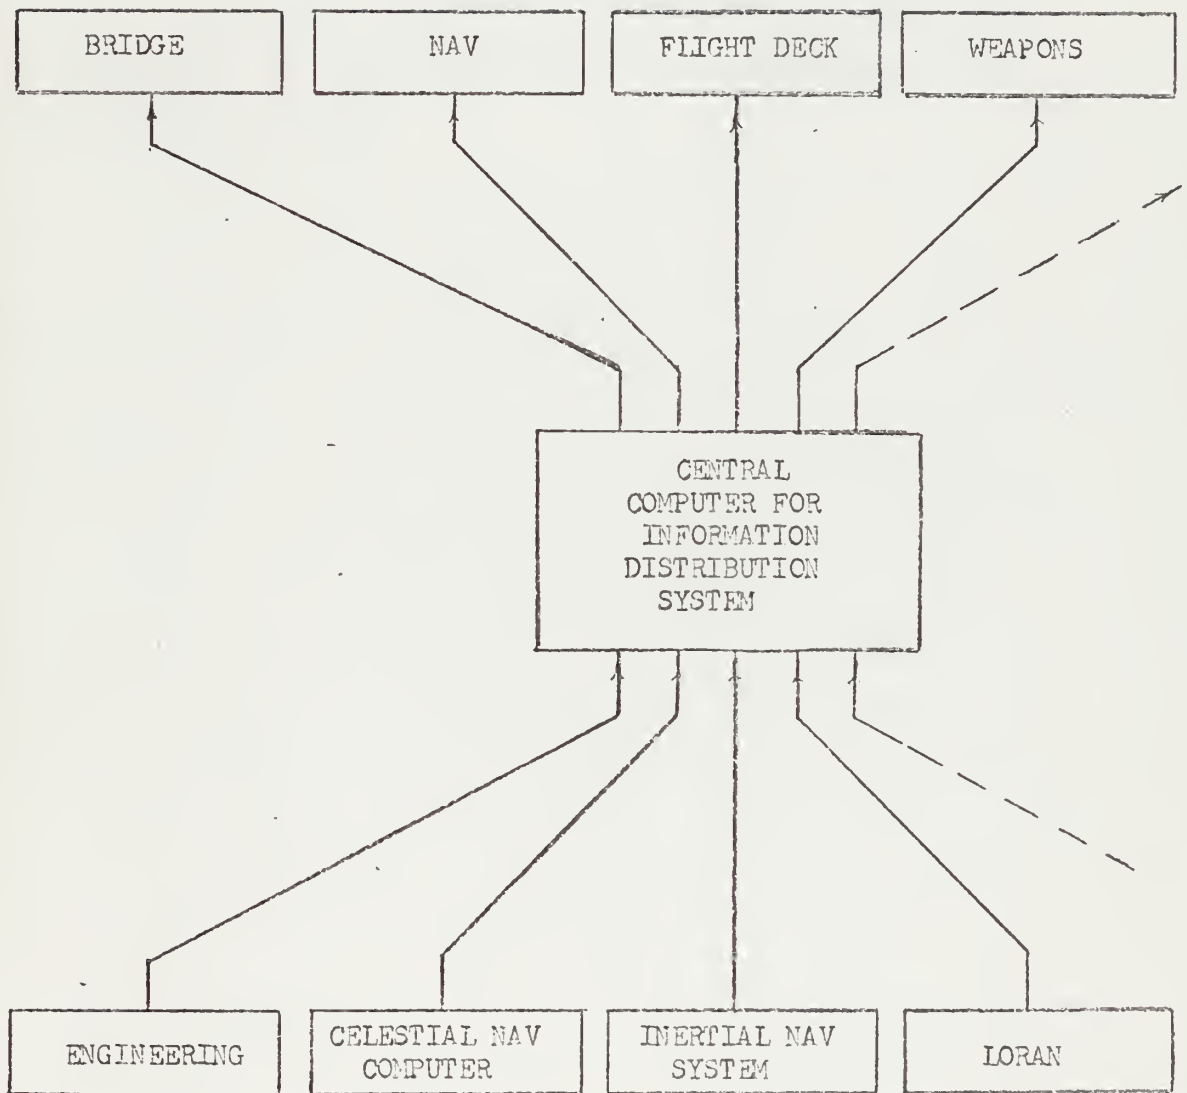 BRIDGE
NAV
FLIGHT DECK
WEAPONS
CENTRAL
COMPUTER FOR
INFORMATION
DISTRIBUTION
SYSTEM
ENGINEERING
CELESTIAL NAV
COMPUTER
INERTIAL NAV
SYSTEM
LORAN